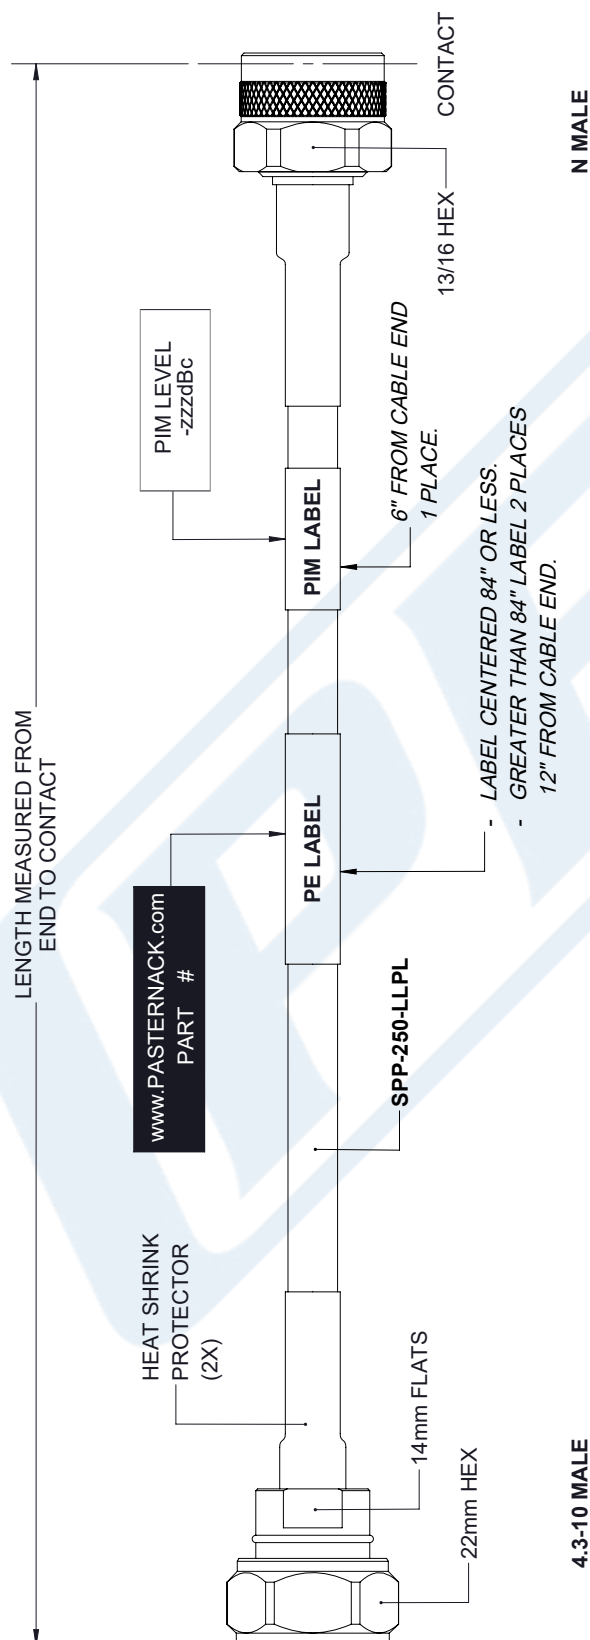 LENGTH MEASURED FROM
END TO CONTACT
HEAT SHRINK
PROTECTOR
(2X)
www.PASTERNACK.com
PART #
PIM LEVEL
-zzzdBc
PE LABEL
PIM LABEL
CONTACT
14mm FLATS
22mm HEX
SPP-250-LLPL
6" FROM CABLE END
1 PLACE.
13/16 HEX
- LABEL CENTERED 84" OR LESS.
- GREATER THAN 84" LABEL 2 PLACES
12" FROM CABLE END.
4.3-10 MALE
N MALE